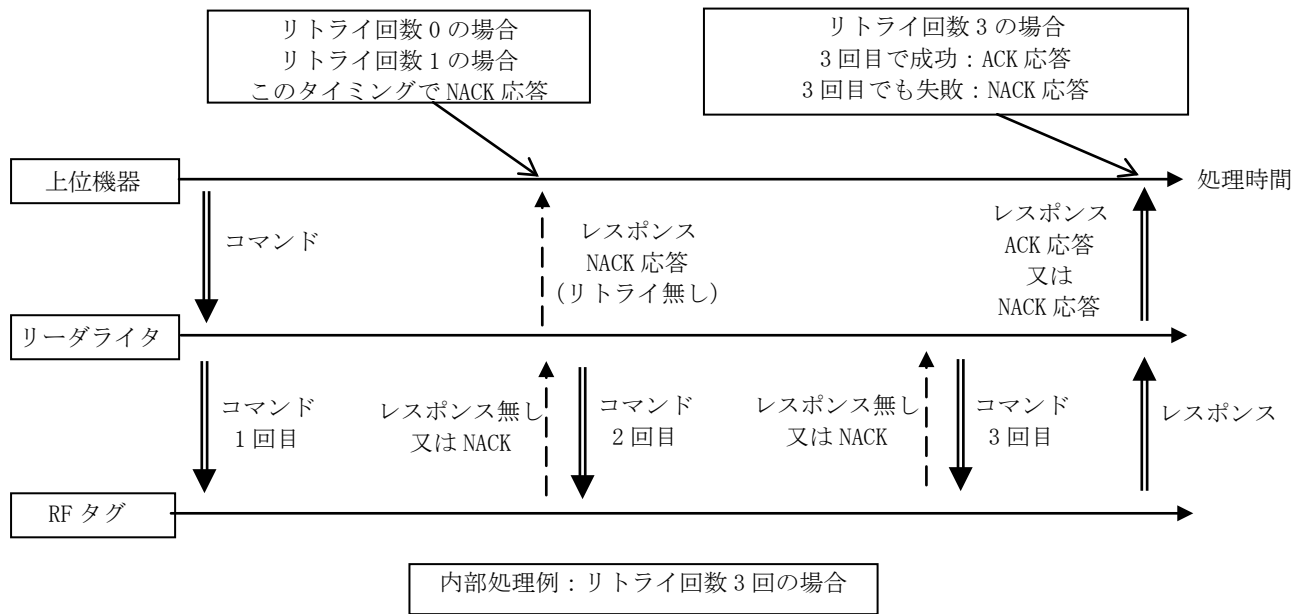 リトライ回数 0 の場合
リトライ回数 1 の場合
このタイミングで NACK 応答
リトライ回数 3 の場合
3 回目で成功：ACK 応答
3 回目でも失敗：NACK 応答
上位機器
処理時間
コマンド
レスポンス
NACK 応答
(リトライ無し)
レスポンス
ACK 応答
又は
NACK 応答
リーダライタ
コマンド
1 回目
レスポンス無し
又は NACK
コマンド
2 回目
レスポンス無し
又は NACK
コマンド
3 回目
レスポンス
RF タグ
内部処理例：リトライ回数 3 回の場合